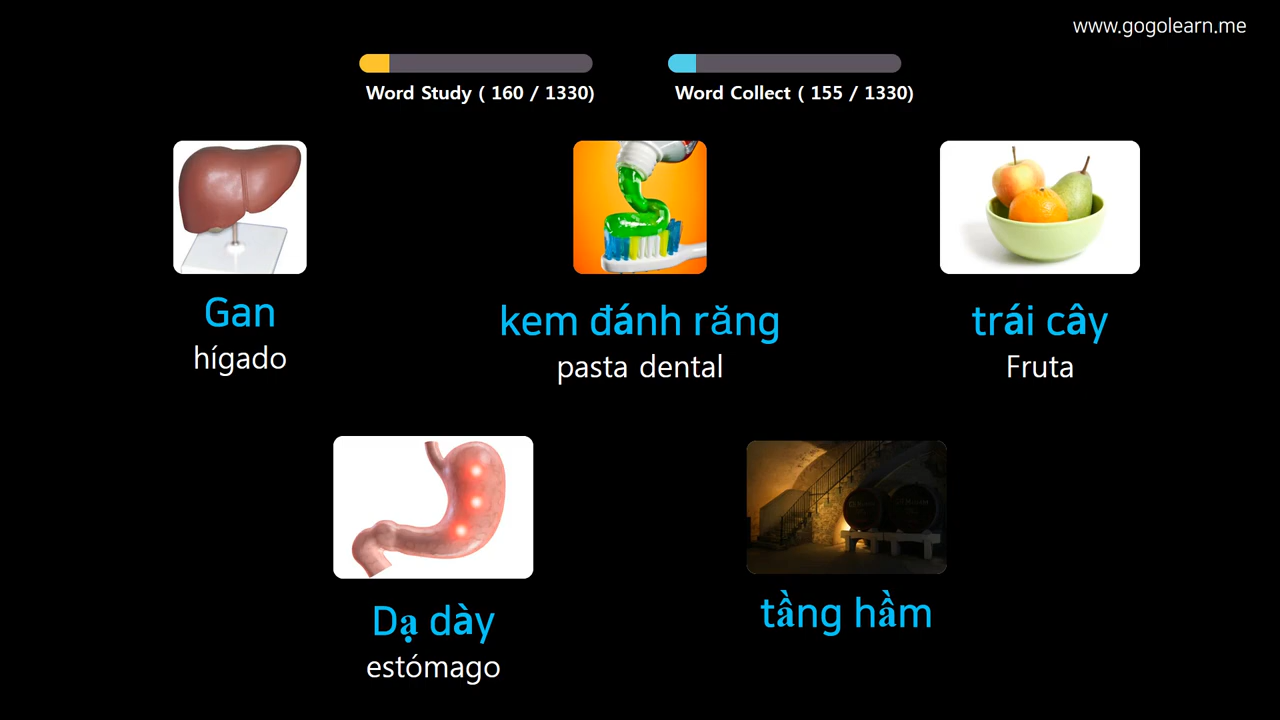 www.gogolearn.me
Word Study ( 160 / 1330)
Word Collect ( 155 / 1330)
Gan
hígado
kem đánh răng
pasta dental
trái cây
Fruta
Dạ dày
estómago
tầng hầm